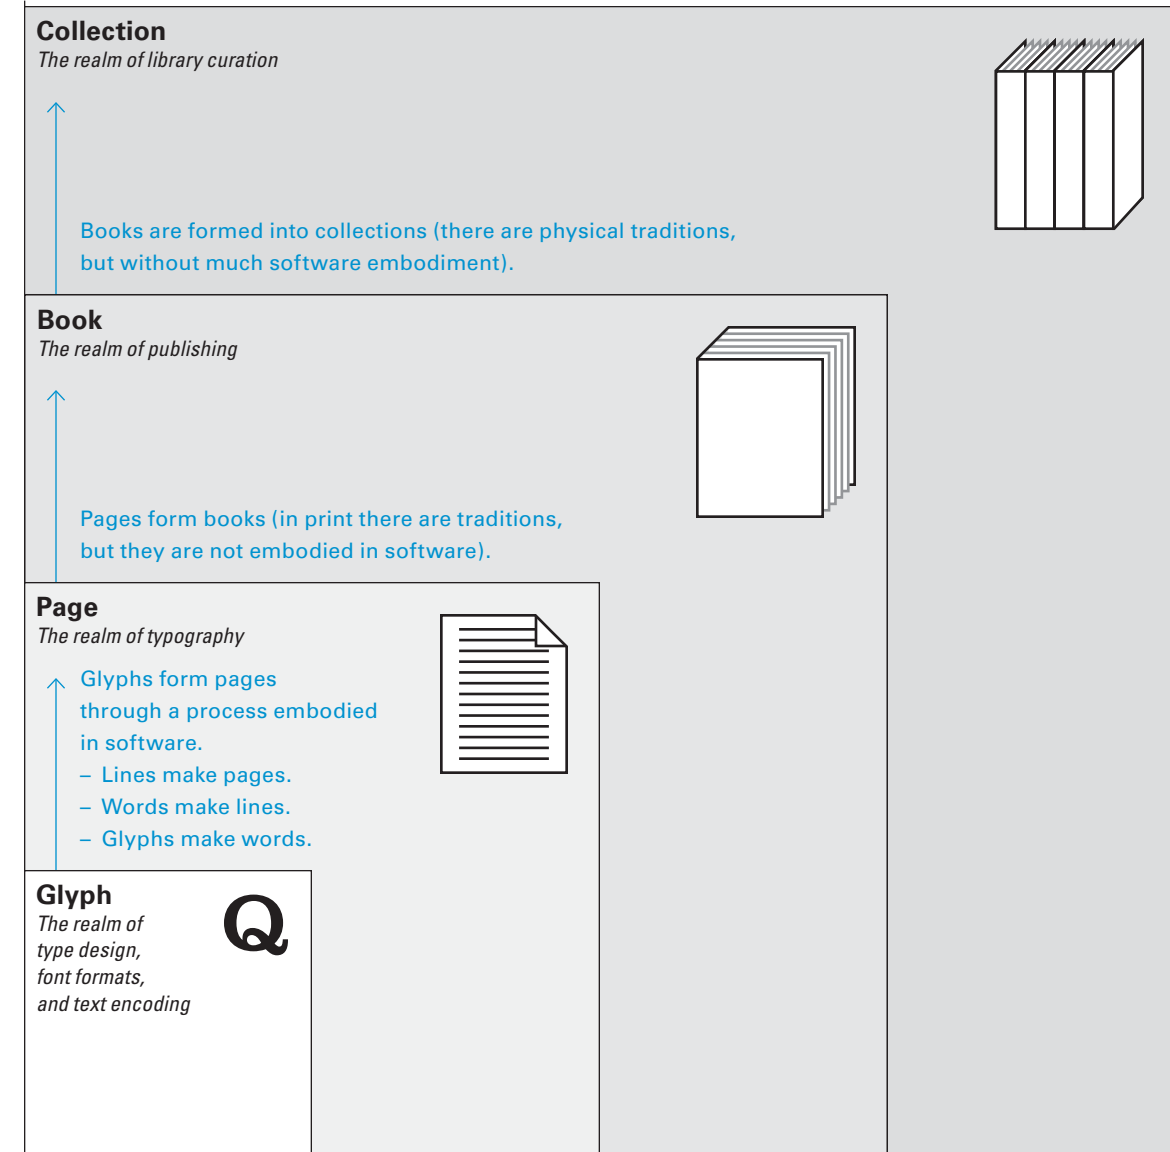 Collection
The realm of library curation
Books are formed into collections (there are physical traditions,
but without much software embodiment).
Book
The realm of publishing
Pages form books (in print there are traditions,
but they are not embodied in software).
Page
The realm of typography
Glyphs form pages
through a process embodied
in software.
– Lines make pages.
– Words make lines.
– Glyphs make words.
Glyph
Q
The realm of
type design,
font formats,
and text encoding